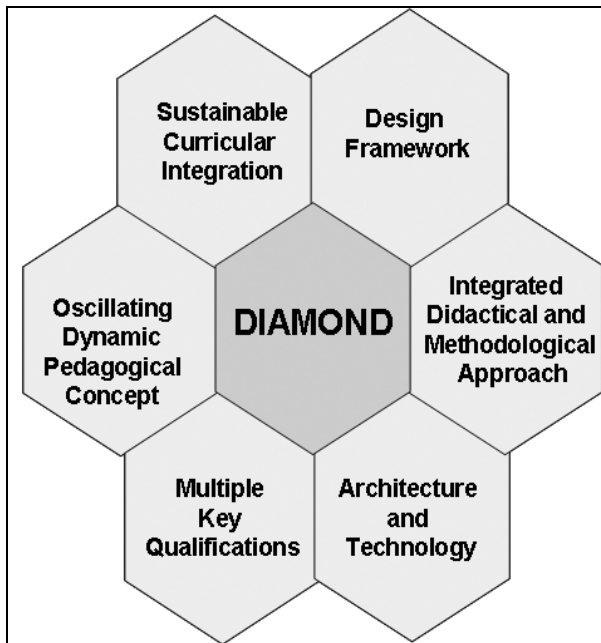 Sustainable
Curricular
Integration
Design
Framework
Oscillating
Dynamic
Pedagogical
Concept
DIAMOND
Integrated
Didactical and
Methodological
Approach
Multiple
Key
Qualifications
Architecture
and
Technology